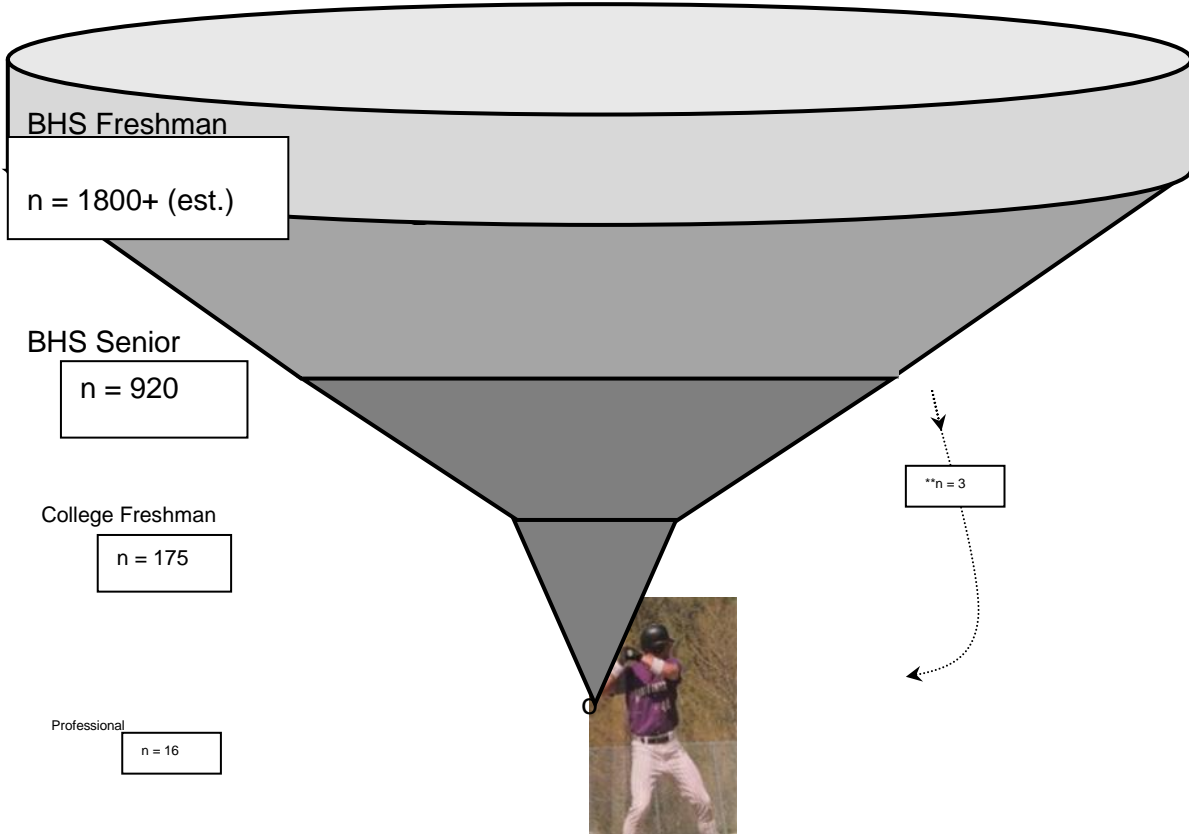 BHS Freshman
n = 1800+ (est.)
BHS Senior
n = 920
**n = 3
College Freshman
n = 175
o
Professional
n = 16